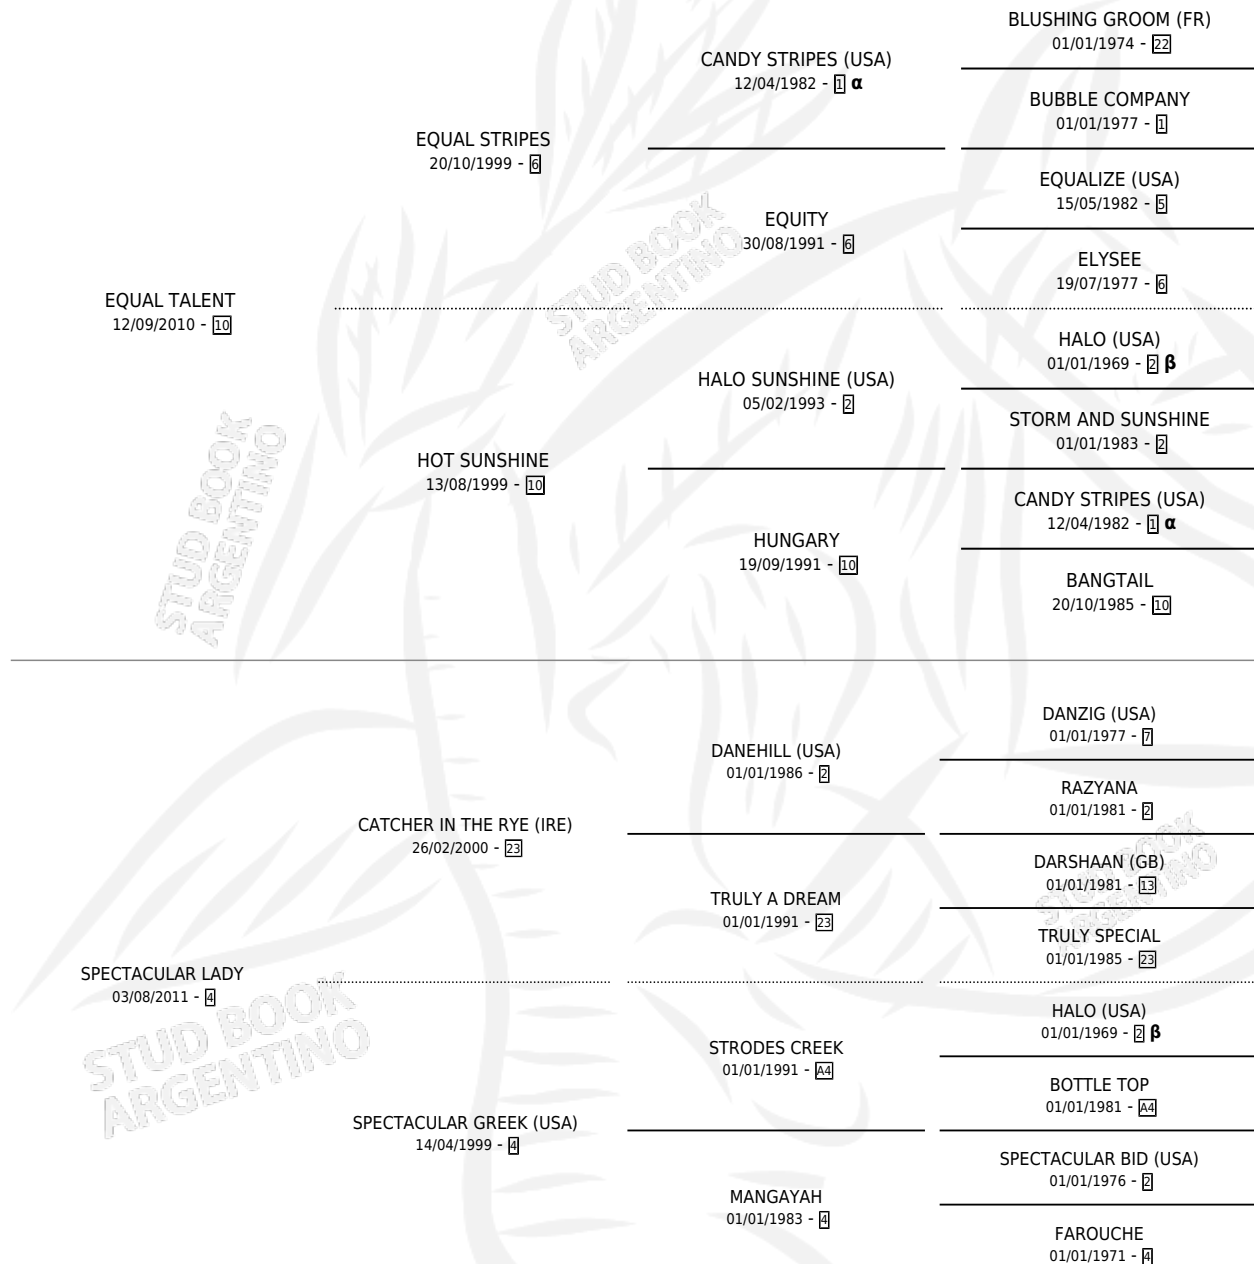 BLUSHING GROOM (FR)
01/01/1974 - 22
CANDY STRIPES (USA)
12/04/1982 - 1 α
BUBBLE COMPANY
01/01/1977 - 1
EQUAL STRIPES
20/10/1999 - 6
EQUALIZE (USA)
15/05/1982 - 5
EQUITY
30/08/1991 - 6
ELYSEE
19/07/1977 - 6
EQUAL TALENT
12/09/2010 - 10
HALO (USA)
01/01/1969 - 2 β
HALO SUNSHINE (USA)
05/02/1993 - 2
STORM AND SUNSHINE
01/01/1983 - 2
HOT SUNSHINE
13/08/1999 - 10
CANDY STRIPES (USA)
12/04/1982 - 1 α
HUNGARY
19/09/1991 - 10
BANGTAIL
20/10/1985 - 10
DANZIG (USA)
01/01/1977 - 7
DANEHILL (USA)
01/01/1986 - 2
RAZYANA
01/01/1981 - 2
CATCHER IN THE RYE (IRE)
26/02/2000 - 23
DARSHAAN (GB)
01/01/1981 - 13
TRULY A DREAM
01/01/1991 - 23
TRULY SPECIAL
01/01/1985 - 23
SPECTACULAR LADY
03/08/2011 - 4
HALO (USA)
01/01/1969 - 2 β
STRODES CREEK
01/01/1991 - A4
BOTTLE TOP
01/01/1981 - A4
SPECTACULAR GREEK (USA)
14/04/1999 - 4
SPECTACULAR BID (USA)
01/01/1976 - 2
MANGAYAH
01/01/1983 - 4
FAROUCHE
01/01/1971 - 4
STUD BOOK
ARGENTINO
STUD BOOK
ARGENTINO
STUD BOOK
ARGENTINO
STUD BOOK
ARGENTINO